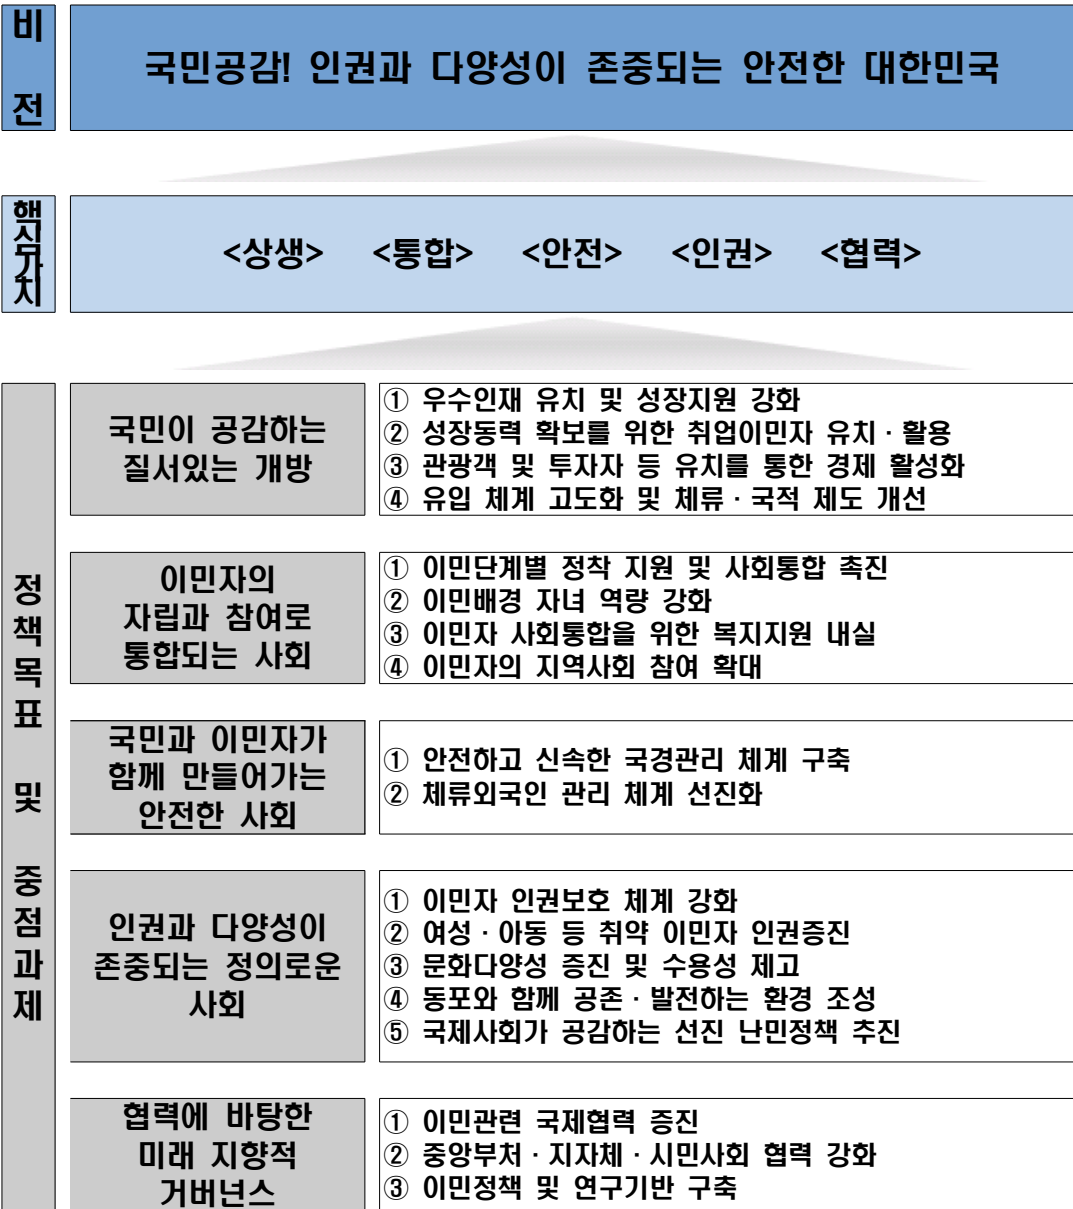 비
전
국민공감! 인권과 다양성이 존중되는 안전한 대한민국
핵심가치
<상생> <통합> <안전> <인권> <협력>
정
책
목
표
및
중
점
과
제
국민이 공감하는
질서있는 개방
① 우수인재 유치 및 성장지원 강화
② 성장동력 확보를 위한 취업이민자 유치·활용
③ 관광객 및 투자자 등 유치를 통한 경제 활성화
④ 유입 체계 고도화 및 체류·국적 제도 개선
이민자의
자립과 참여로
통합되는 사회
① 이민단계별 정착 지원 및 사회통합 촉진
② 이민배경 자녀 역량 강화
③ 이민자 사회통합을 위한 복지지원 내실
④ 이민자의 지역사회 참여 확대
국민과 이민자가
함께 만들어가는
안전한 사회
① 안전하고 신속한 국경관리 체계 구축
② 체류외국인 관리 체계 선진화
인권과 다양성이
존중되는 정의로운
사회
① 이민자 인권보호 체계 강화
② 여성·아동 등 취약 이민자 인권증진
③ 문화다양성 증진 및 수용성 제고
④ 동포와 함께 공존·발전하는 환경 조성
⑤ 국제사회가 공감하는 선진 난민정책 추진
협력에 바탕한
미래 지향적
거버넌스
① 이민관련 국제협력 증진
② 중앙부처·지자체·시민사회 협력 강화
③ 이민정책 및 연구기반 구축